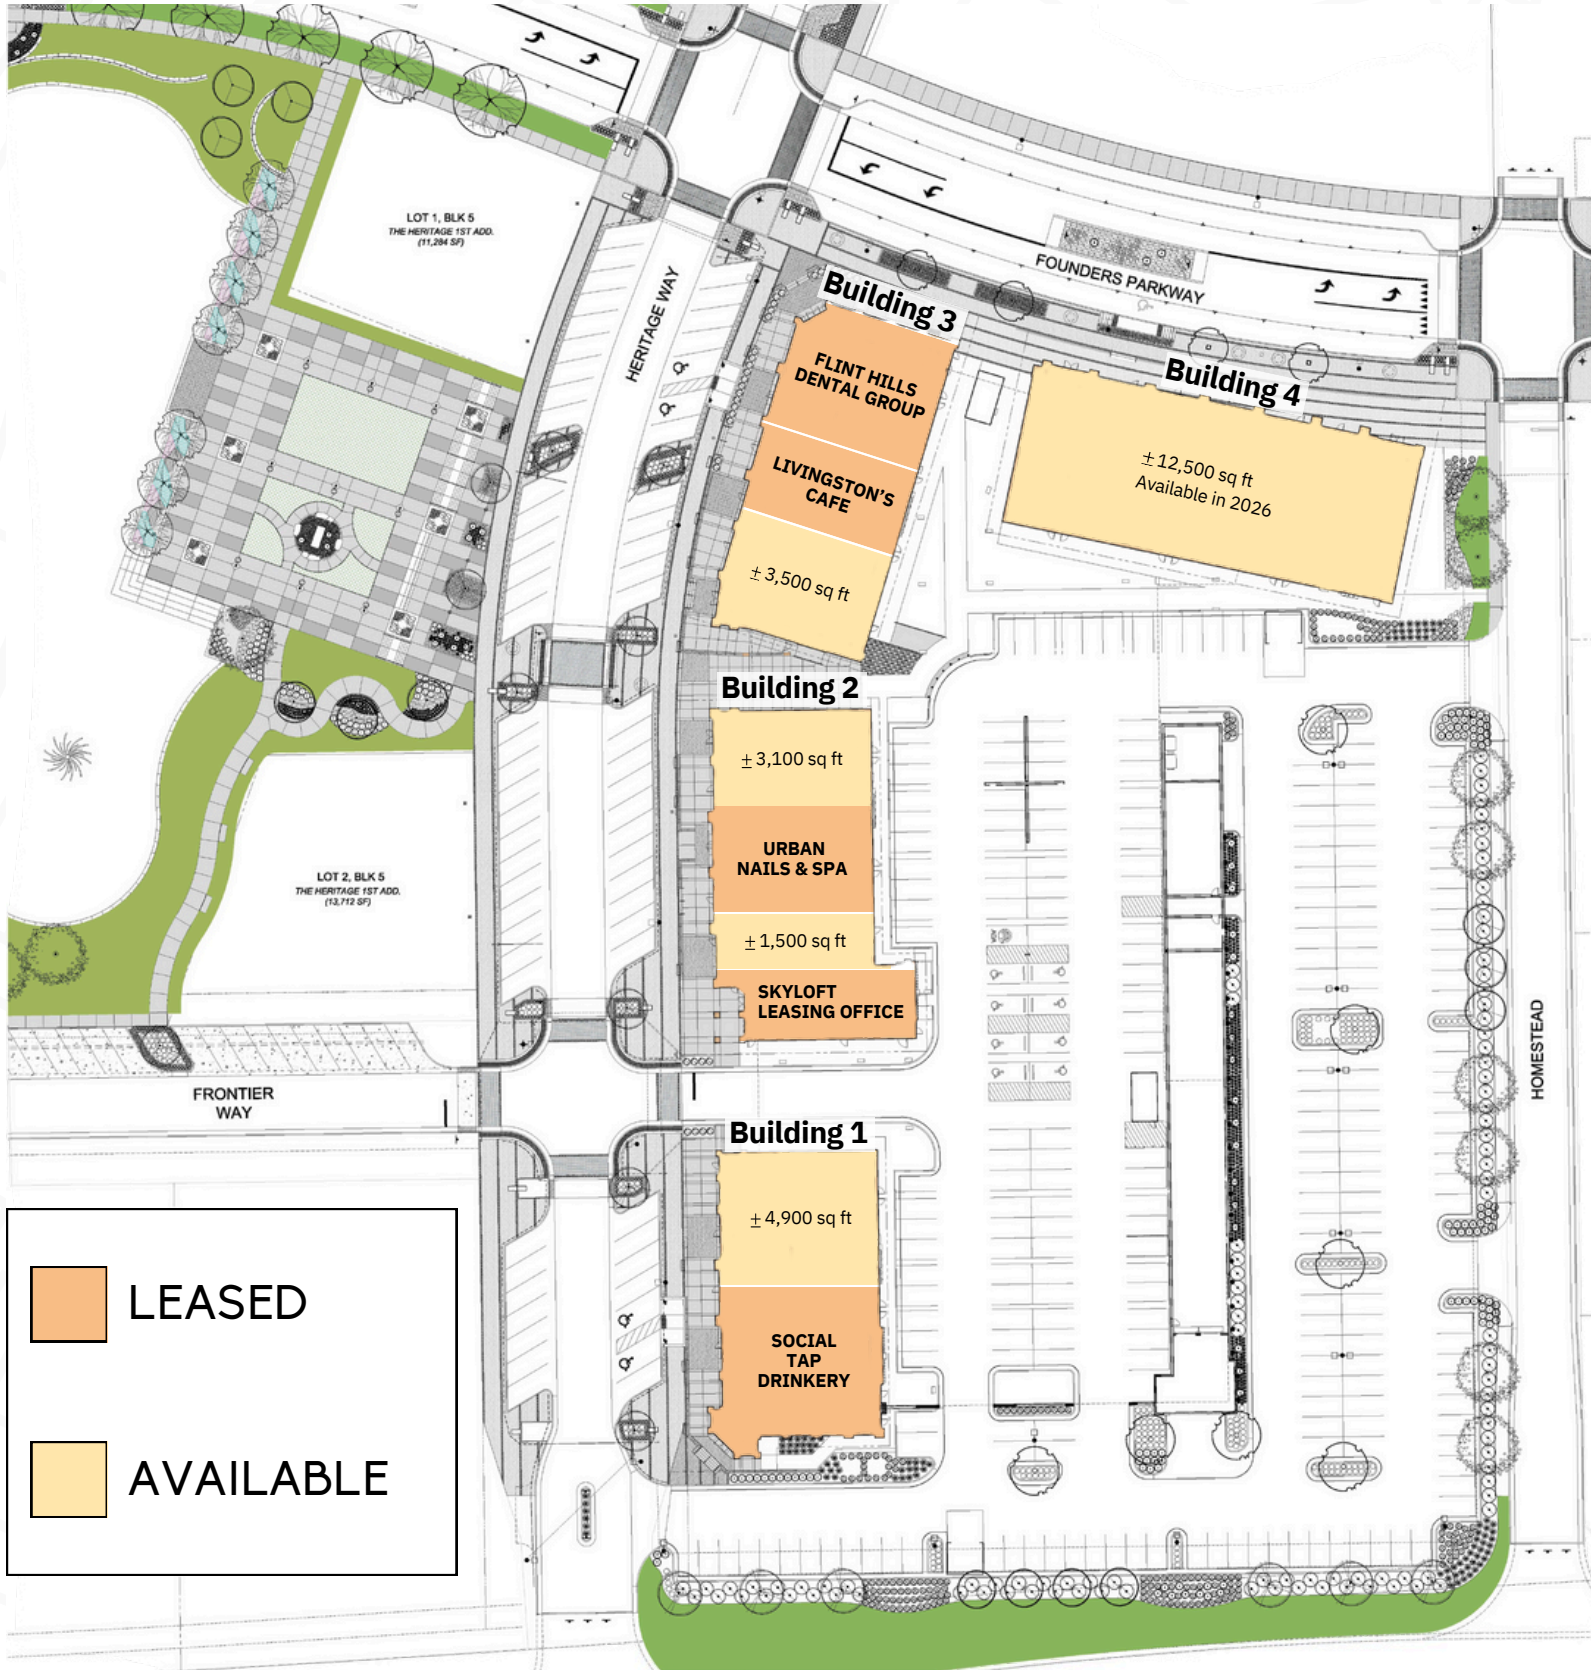 LOT 1, BLK 5
THE HERITAGE 1ST ADD.
(11,284 SF)
HERITAGE WAY
FOUNDERS PARKWAY
Building 3
FLINT HILLS
DENTAL GROUP
LIVINGSTON'S
CAFE
± 3,500 sq ft
Building 4
± 12,500 sq ft
Available in 2026
Building 2
± 3,100 sq ft
URBAN
NAILS & SPA
± 1,500 sq ft
SKYLOFT
LEASING OFFICE
LOT 2, BLK 5
THE HERITAGE 1ST ADD.
(13,712 SF)
FRONTIER
WAY
HOMESTEAD
Building 1
± 4,900 sq ft
SOCIAL
TAP
DRINKERY
LEASED
AVAILABLE